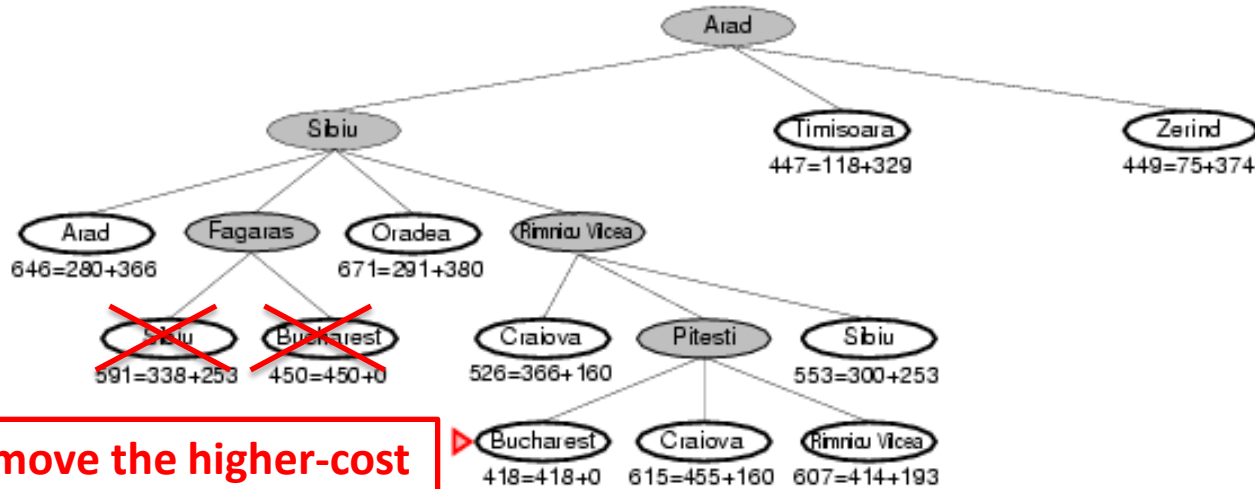 Arad
Sibiu
Timisoara
Zerind
447=118+329
449=75+374
Arad
Fagaras
Oradea
Rimnicu Vilcea
646=280+366
671=291+380
Sibiu
Bucharest
Craiova
Pitesti
Sibiu
591=338+253
450=450+0
526=366+160
553=300+253
move the higher-cost
Bucharest
Craiova
Rimnicu Vilcea
418=418+0
615=455+160
607=414+193